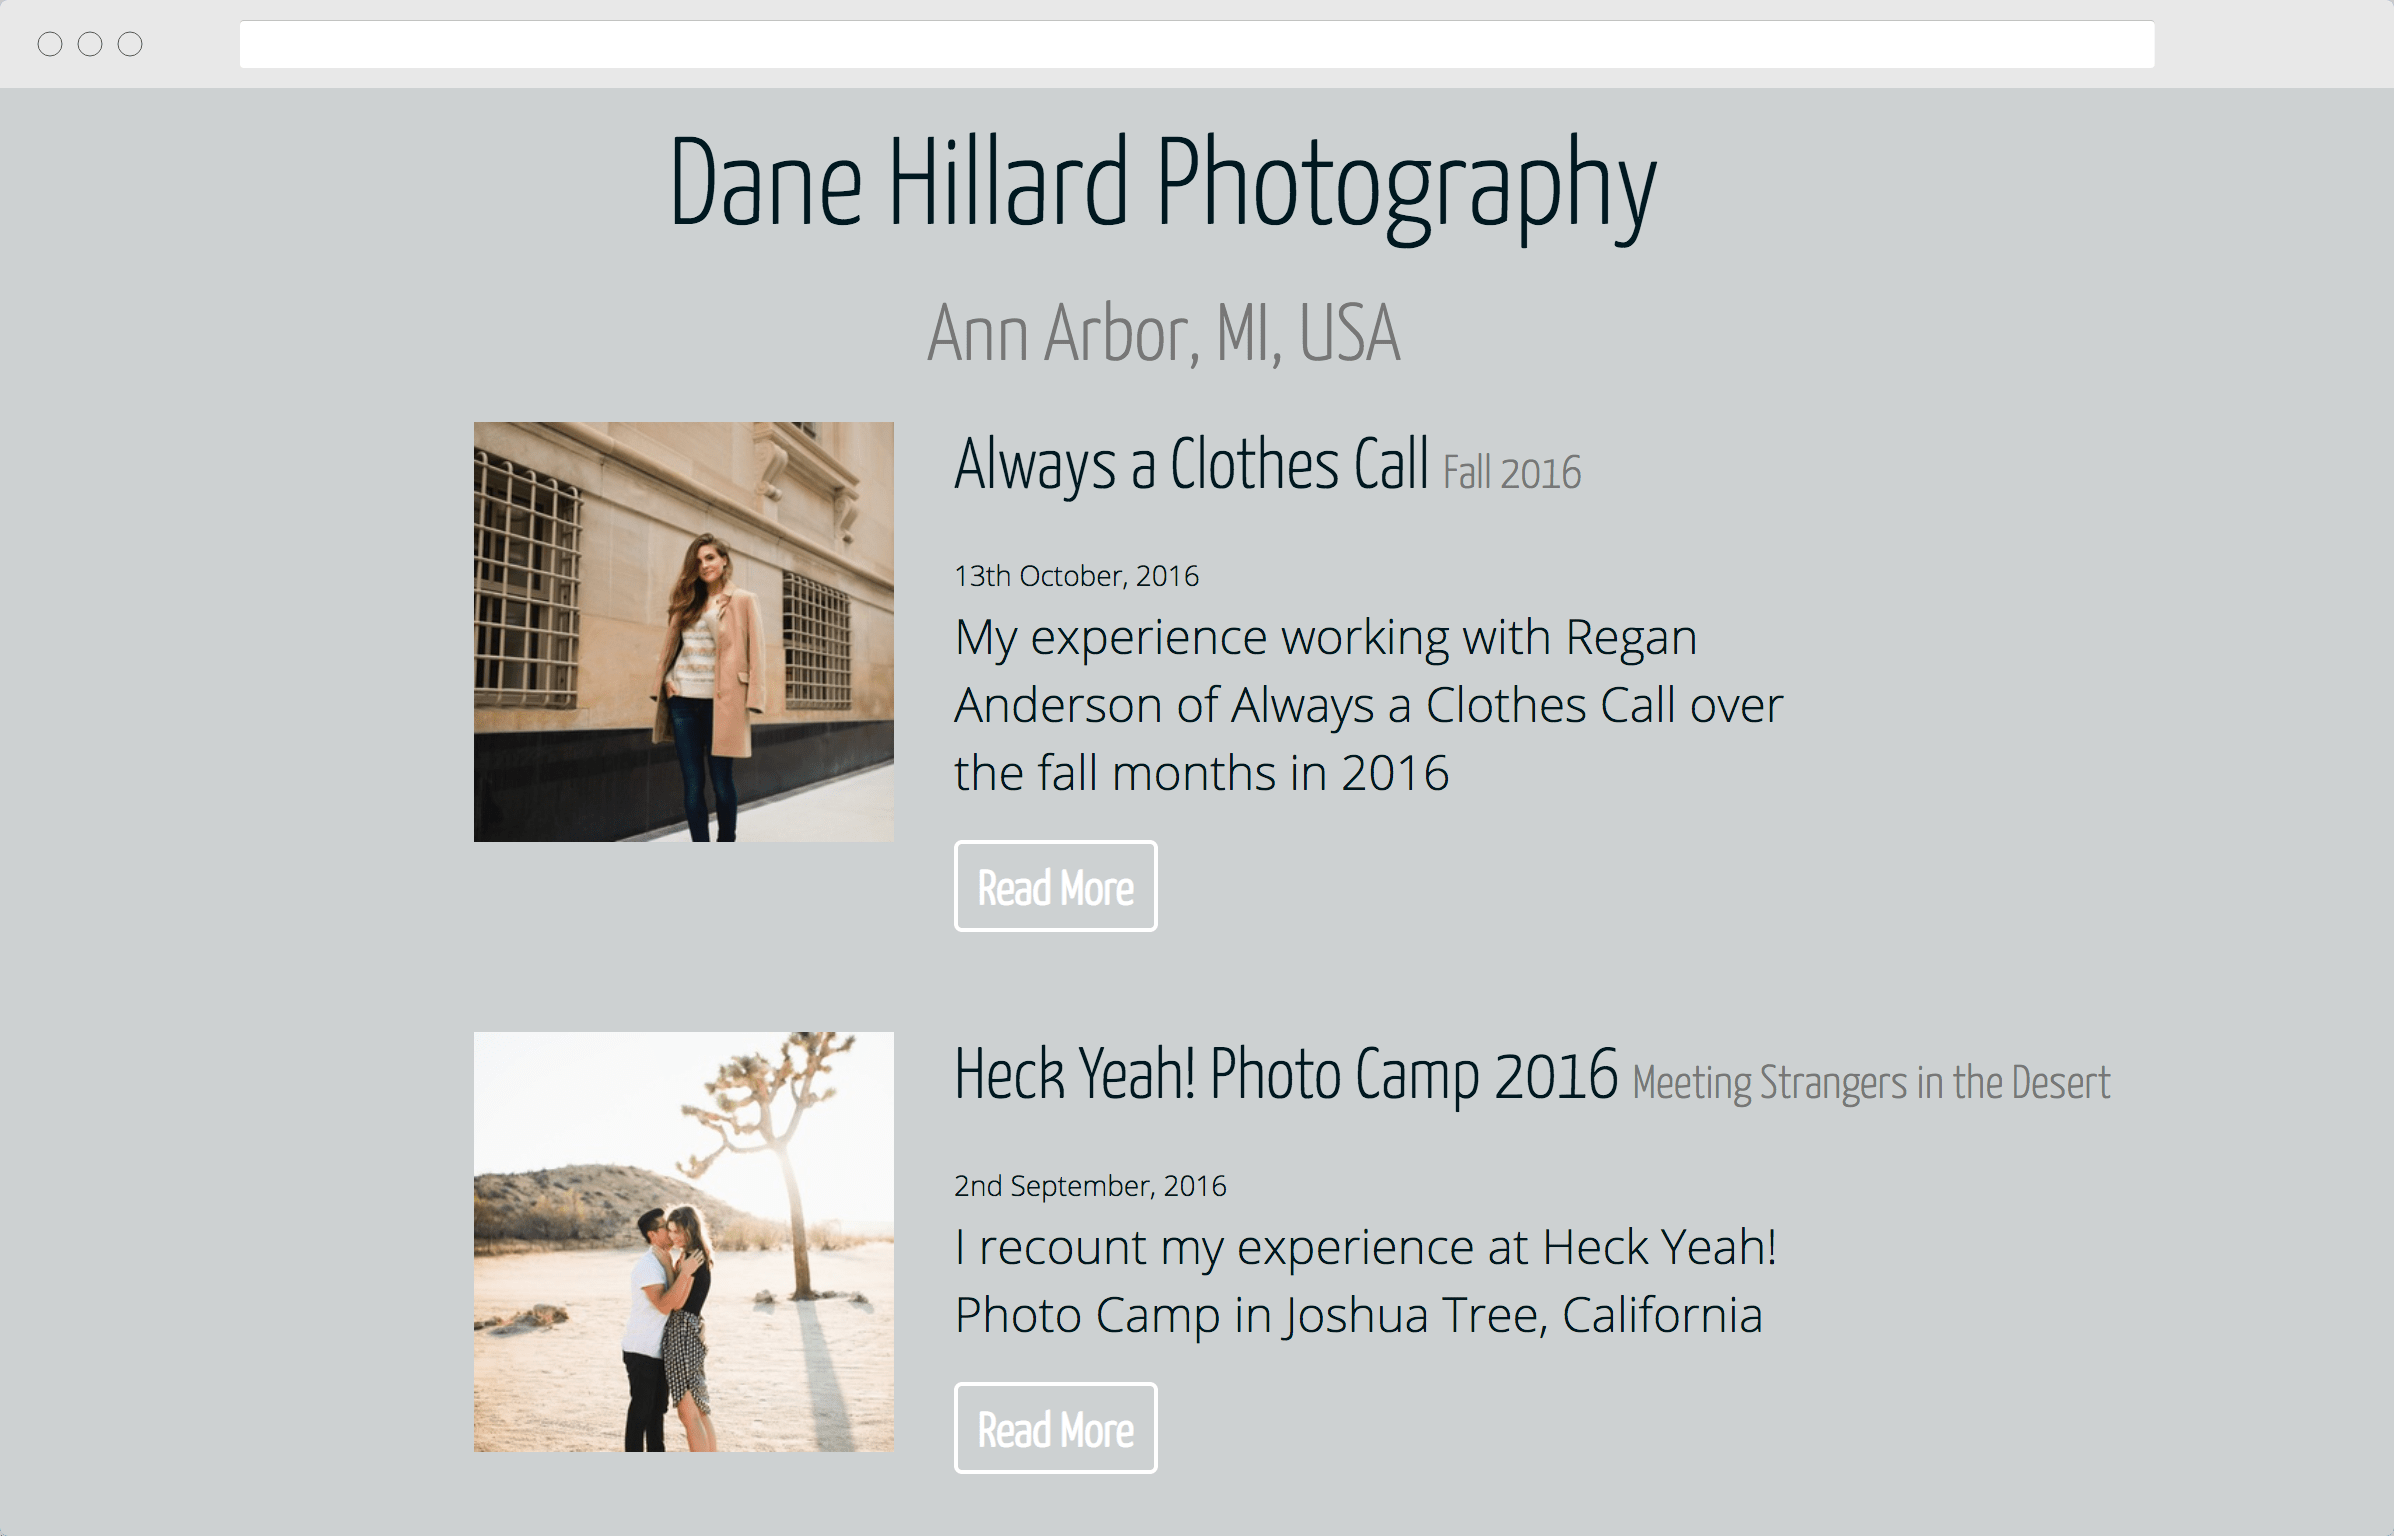 Dane Hillard Photography
Ann Arbor, MI, USA
Always a Clothes Call Fall 2016
13th October, 2016
My experience working with Regan
Anderson of Always a Clothes Call over
the fall months in 2016
Read More
Heck Yeah! Photo Camp 2016 Meeting Strangers in the Desert
2nd September, 2016
I recount my experience at Heck Yeah!
Photo Camp in Joshua Tree, California
Read More